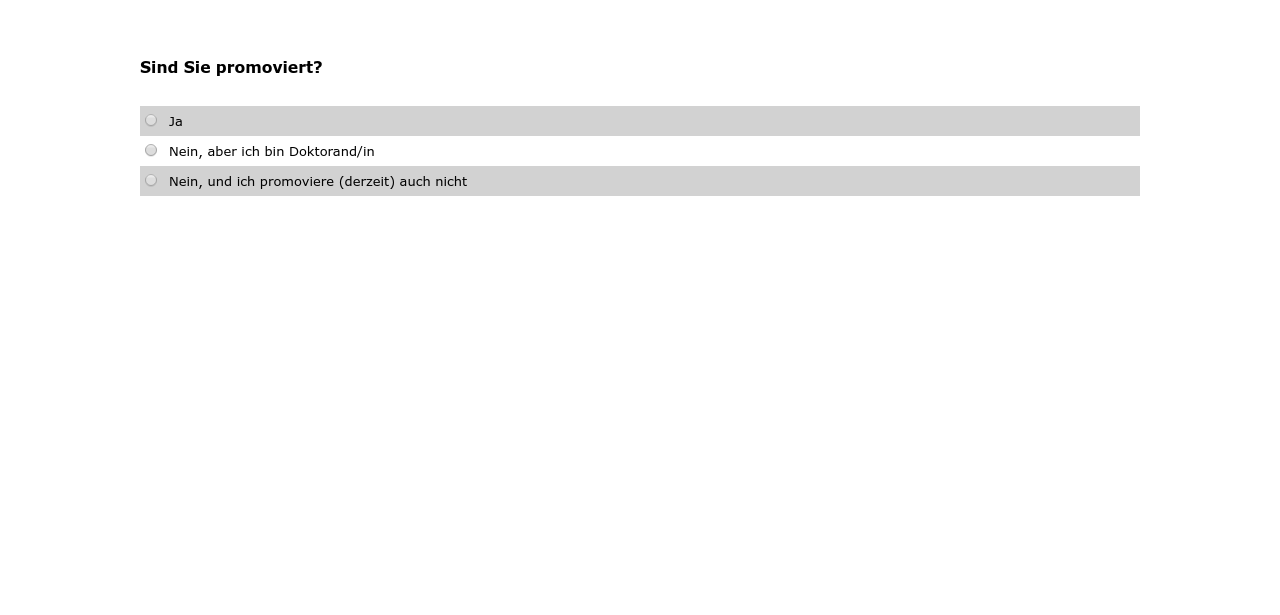 Sind Sie promoviert?
Ja
Nein, aber ich bin Doktorand/in
Nein, und ich promoviere (derzeit) auch nicht